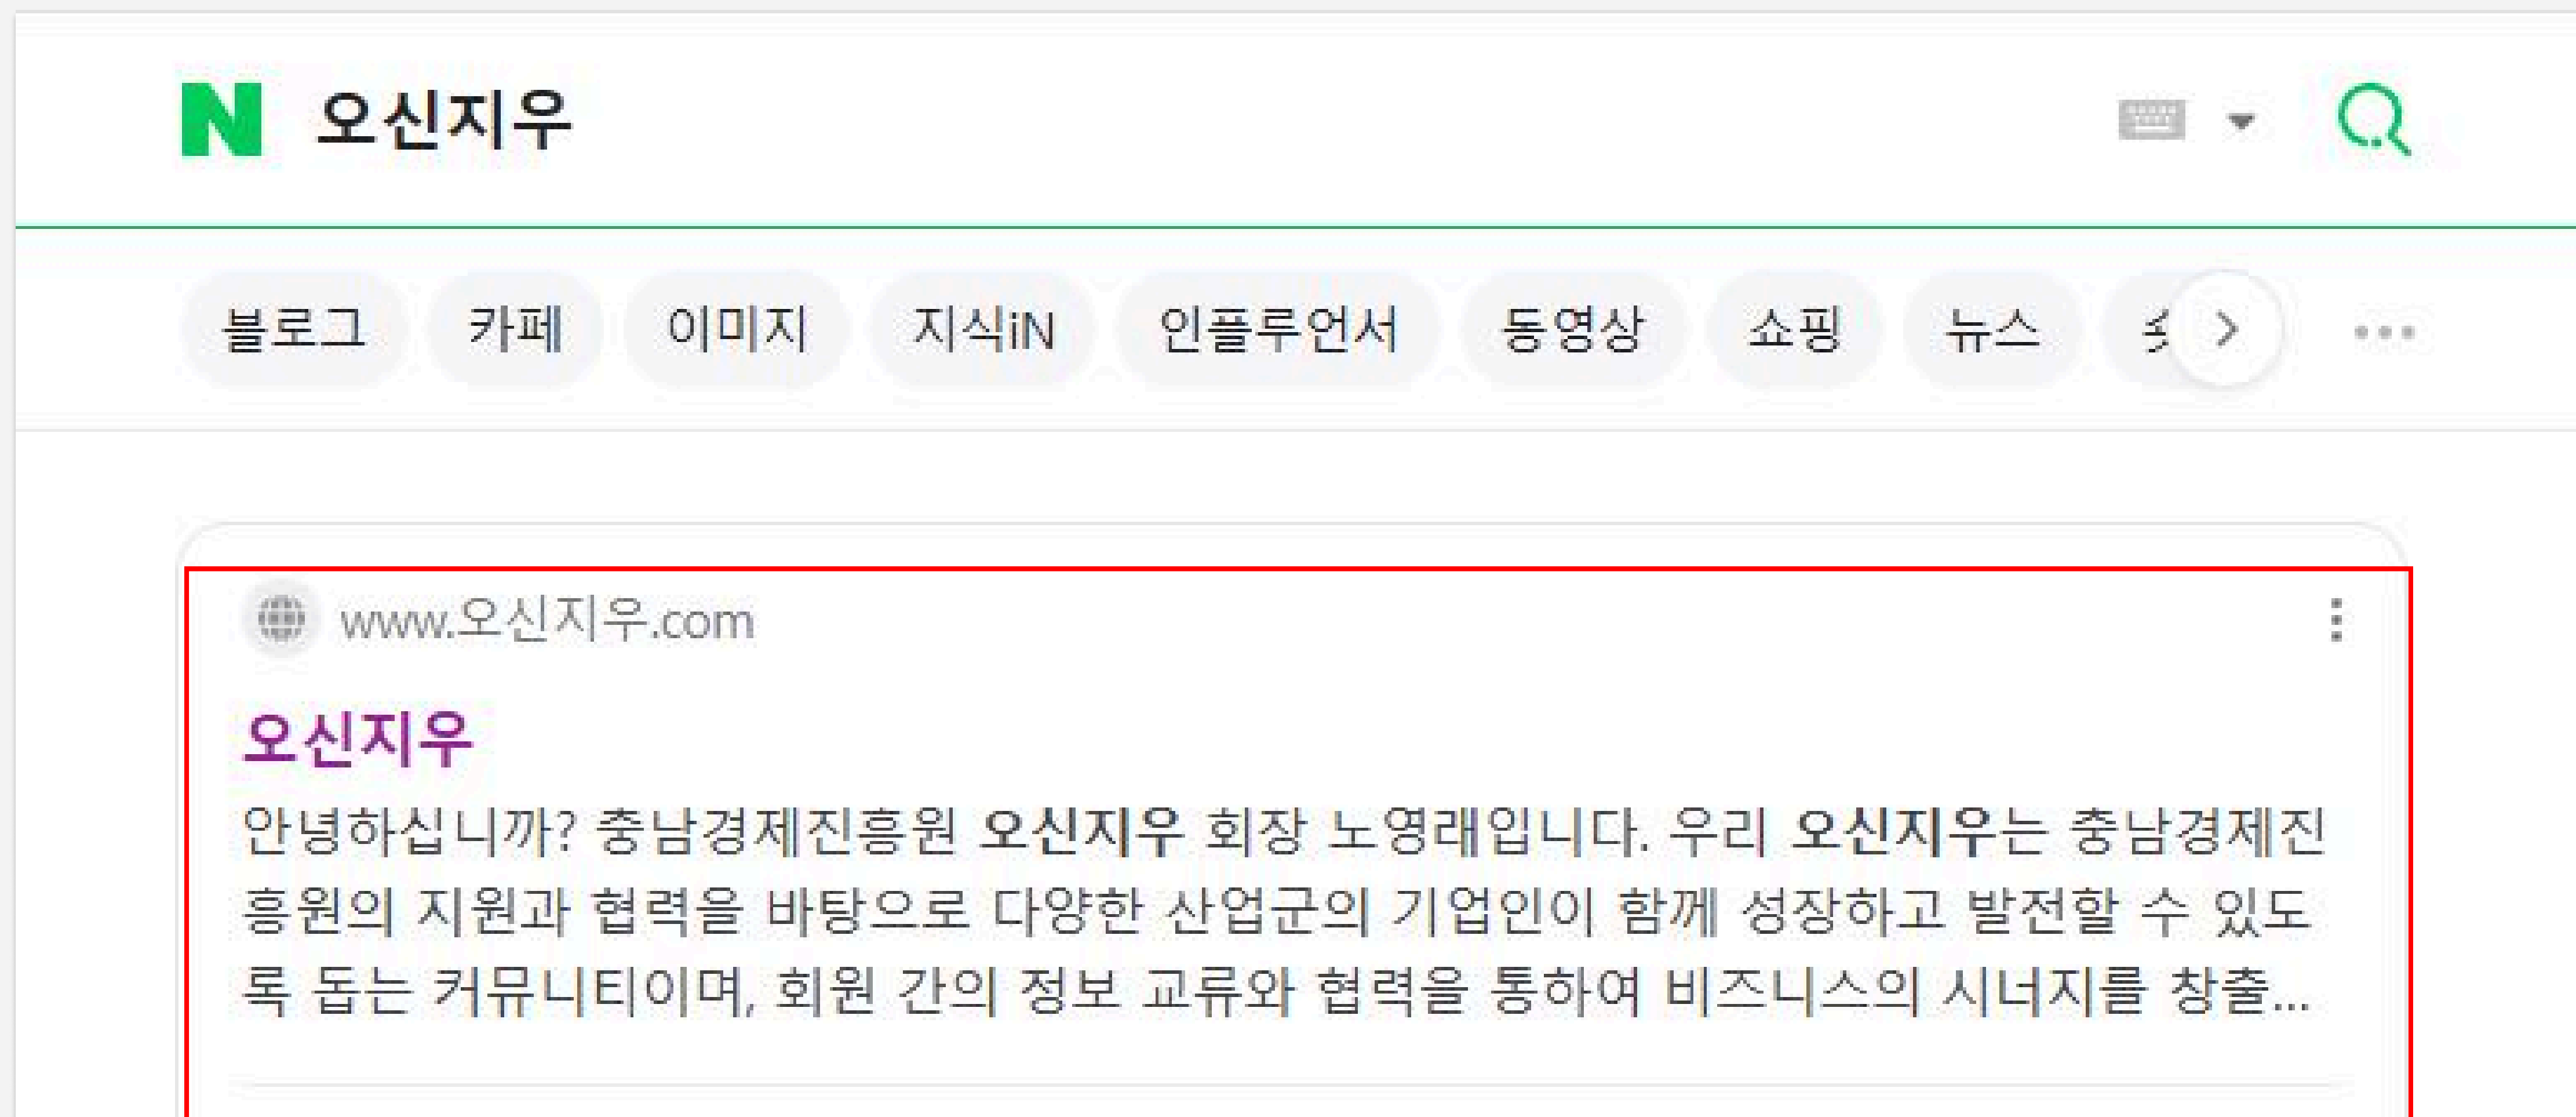 N 오신지우
블로그 카페 이미지 지식iN 인플루언서 동영상 쇼핑 뉴스
www.오신지우.com
오신지우
안녕하십니까? 충남경제진흥원 오신지우 회장 노영래입니다. 우리 오신지우는 충남경제진
흥원의 지원과 협력을 바탕으로 다양한 산업군의 기업인이 함께 성장하고 발전할 수 있도
록 돕는 커뮤니티이며, 회원 간의 정보 교류와 협력을 통하여 비즈니스의 시너지를 창출...